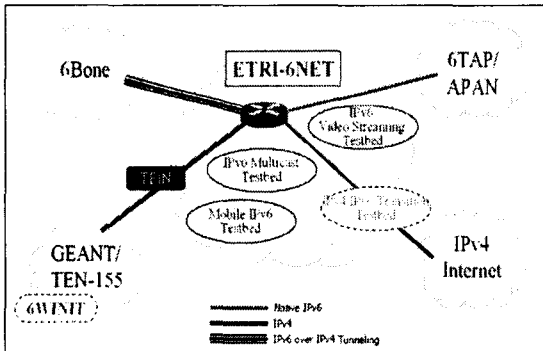 6Bone
ETRI-6NET
6TAP/
APAN
IPv6
Video Streaming
Testbed
IPv6 Multicast
Testbed
TEIN
Mobile IPv6
Testbed
Testbed
GEANT/
TEN-155
6WINIT
IPv4
Internet
Native IPv6
IPv4
IPv6 over IPv4 Tunneling